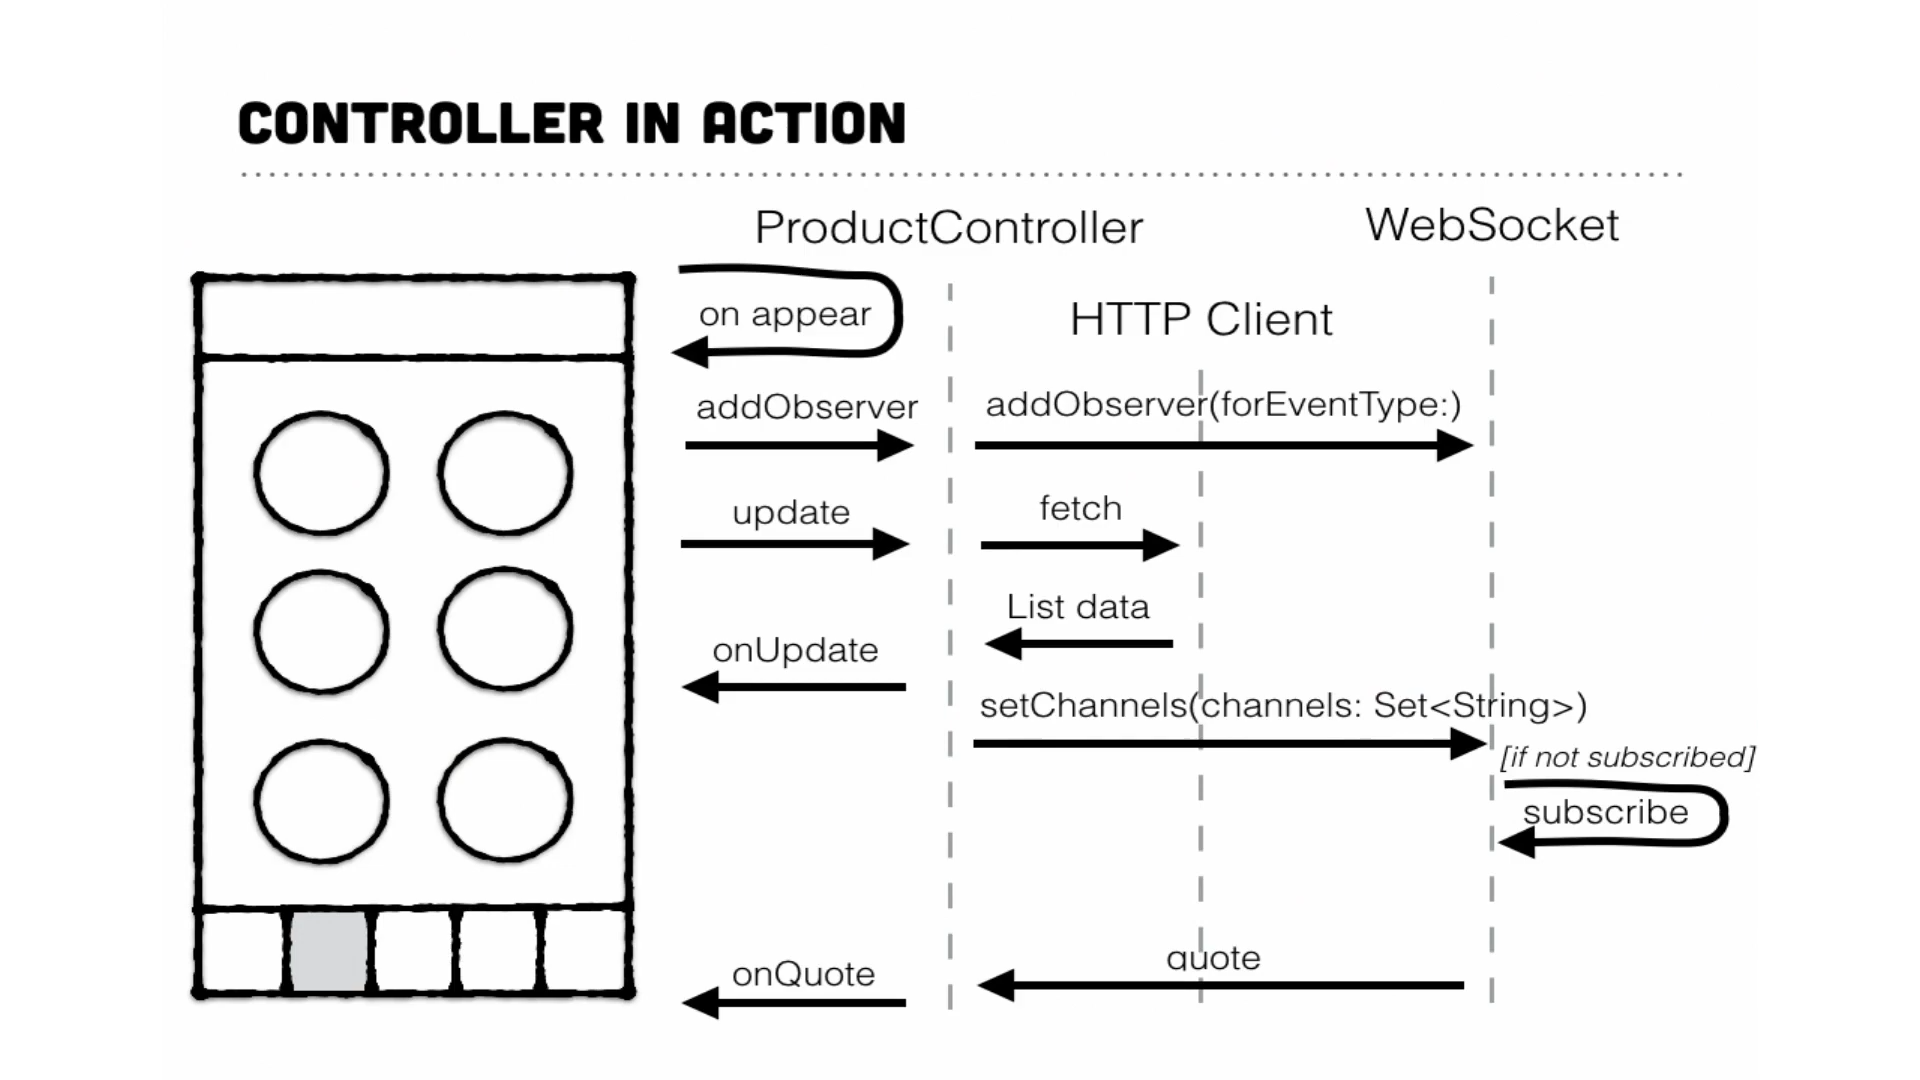 CONTROLLER IN ACTION
ProductController
WebSocket
on appear
HTTP Client
addObserver
addObserver(forEventType:)
update
fetch
List data
onUpdate
setChannels(channels: Set<String>)
[if not subscribed]
subscribe
quote
onQuote